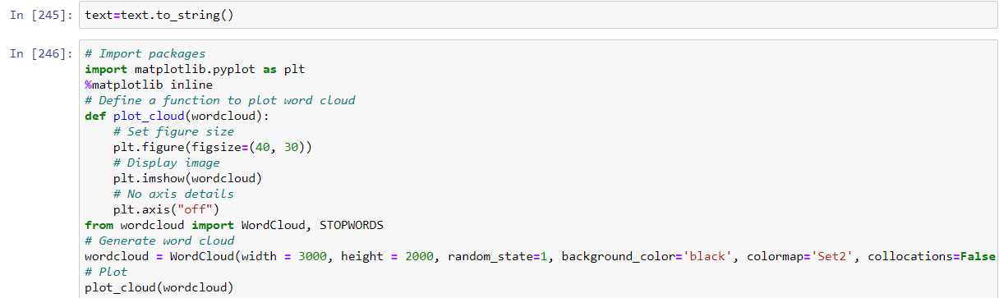 In [245]: text=text.to_string()
In [246]: # Import packages
import matplotlib.pyplot as plt
%matplotlib inline
# Define a function to plot word cloud
def plot_cloud(wordcloud):
    # Set figure size
    plt.figure(figsize=(40, 30))
    # Display image
    plt.imshow(wordcloud)
    # No axis details
    plt.axis("off")
from wordcloud import WordCloud, STOPWORDS
# Generate word cloud
wordcloud = WordCloud(width = 3000, height = 2000, random_state=1, background_color='black', colormap='Set2', collocations=False
# Plot
plot_cloud(wordcloud)